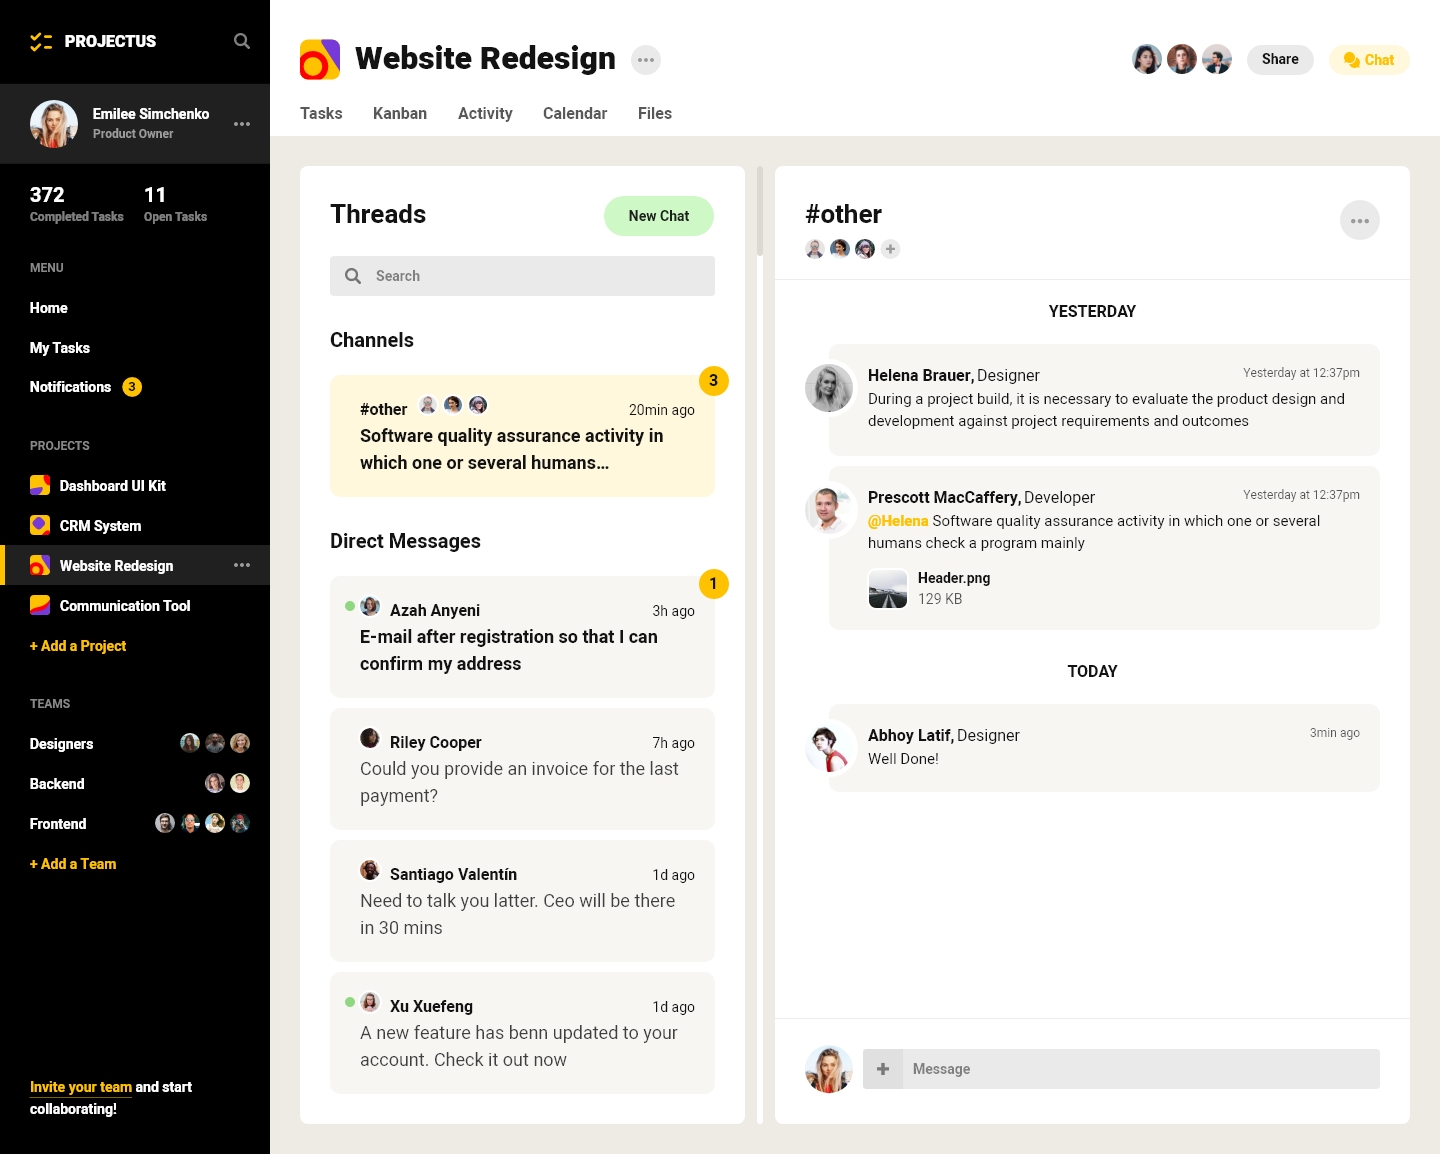 PROJECTUS
Emilee Simchenko
Product Owner
372
Completed Tasks
11
Open Tasks
MENU
Home
My Tasks
Notifications 3
PROJECTS
Dashboard UI Kit
CRM System
Website Redesign
Communication Tool
+ Add a Project
TEAMS
Designers
Backend
Frontend
+ Add a Team
Invite your team and start
collaborating!
Website Redesign
Share
Chat
Tasks Kanban Activity Calendar Files
Threads
New Chat
Search
Channels
3
#other 20min ago
Software quality assurance activity in
which one or several humans...
Direct Messages
1
Azah Anyeni 3h ago
E-mail after registration so that I can
confirm my address
Riley Cooper 7h ago
Could you provide an invoice for the last
payment?
Santiago Valentín 1d ago
Need to talk you latter. Ceo will be there
in 30 mins
Xu Xuefeng 1d ago
A new feature has benn updated to your
account. Check it out now
#other
YESTERDAY
Helena Brauer, Designer Yesterday at 12:37pm
During a project build, it is necessary to evaluate the product design and
development against project requirements and outcomes
Prescott MacCaffery, Developer Yesterday at 12:37pm
@Helena Software quality assurance activity in which one or several
humans check a program mainly
Header.png
129 KB
TODAY
Abhoy Latif, Designer 3min ago
Well Done!
Message